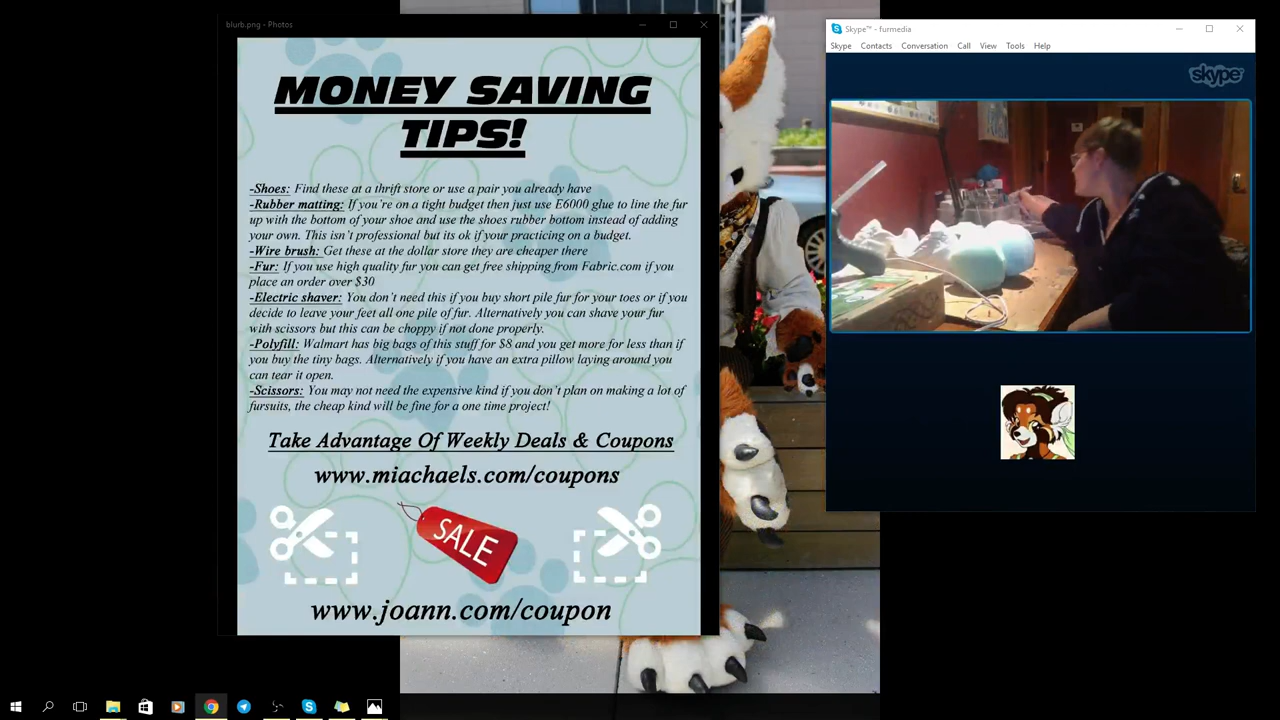 blurb.png - Photos
MONEY SAVING
TIPS!
-Shoes: Find these at a thrift store or use a pair you already have
-Rubber matting: If you're on a tight budget then just use E6000 glue to line the fur
up with the bottom of your shoe and use the shoes rubber bottom instead of adding
your own. This isn't professional but its ok if your practicing on a budget.
-Wire brush: Get these at the dollar store they are cheaper there
-Fur: If you use high quality fur you can get free shipping from Fabric.com if you
place an order over $30
-Electric shaver: You don't need this if you buy short pile fur for your toes or if you
decide to leave your feet all one pile of fur. Alternatively you can shave your fur
with scissors but this can be choppy if not done properly.
-Polyfill: Walmart has big bags of this stuff for $8 and you get more for less than if
you buy the tiny bags. Alternatively if you have an extra pillow laying around you
can tear it open.
-Scissors: You may not need the expensive kind if you don't plan on making a lot of
fursuits, the cheap kind will be fine for a one time project!
Take Advantage Of Weekly Deals & Coupons
www.miachaels.com/coupons
SALE
www.joann.com/coupon
Skype™ - furmedia
Skype Contacts Conversation Call View Tools Help
skype™